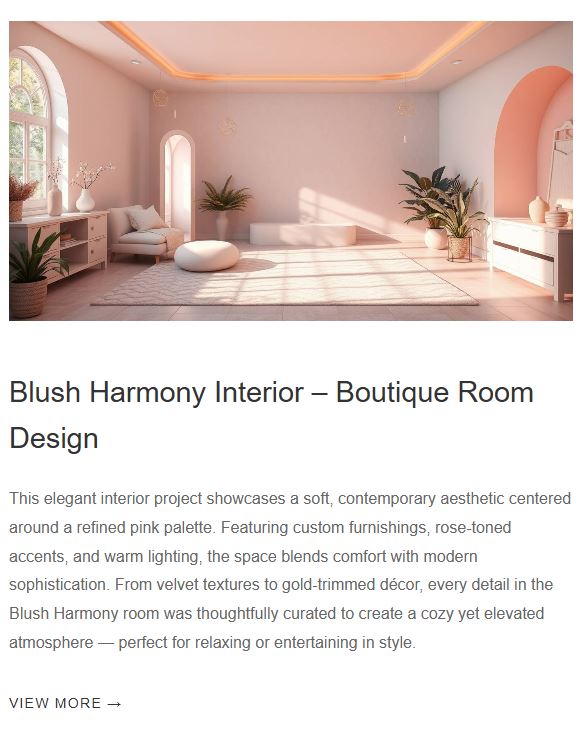 Blush Harmony Interior – Boutique Room
Design
This elegant interior project showcases a soft, contemporary aesthetic centered
around a refined pink palette. Featuring custom furnishings, rose-toned
accents, and warm lighting, the space blends comfort with modern
sophistication. From velvet textures to gold-trimmed décor, every detail in the
Blush Harmony room was thoughtfully curated to create a cozy yet elevated
atmosphere — perfect for relaxing or entertaining in style.
VIEW MORE →